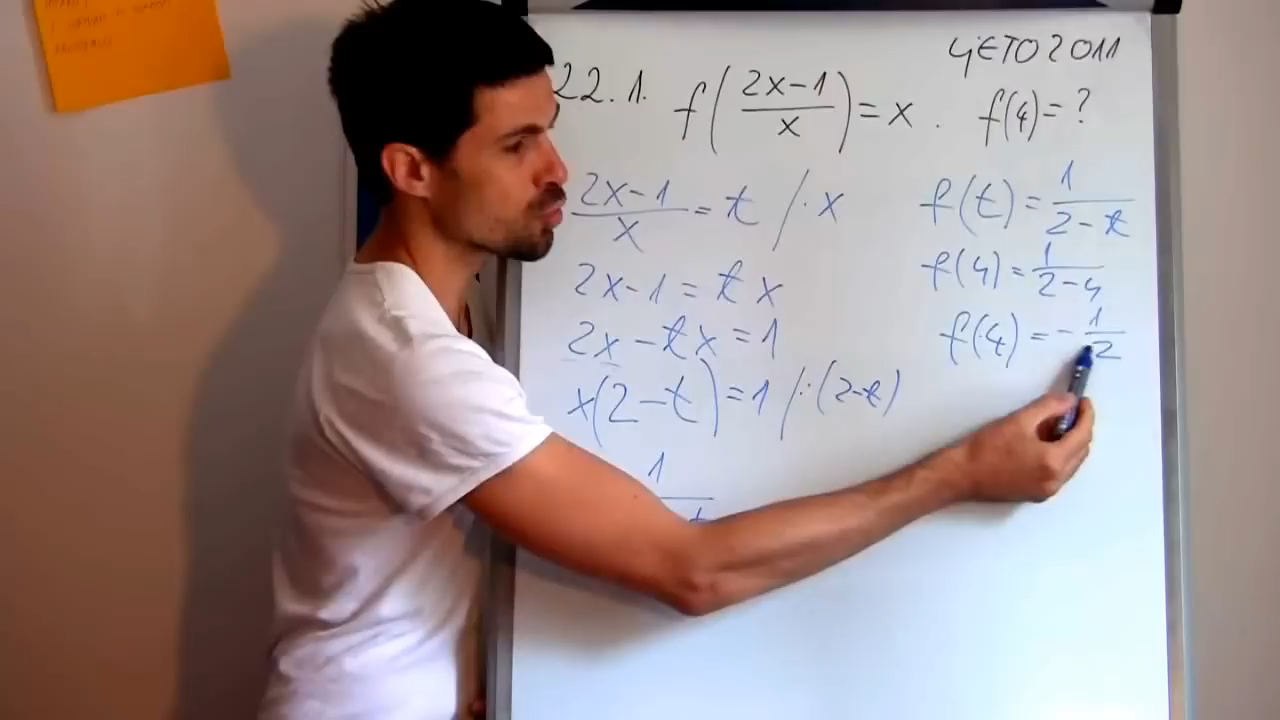 ЉЕТО 2011
22.1. f(2x-1/x)=x. f(4)=?
2x-1/x = t /·x
2x-1=tx
2x-tx=1
x(2-t)=1 /:(2-t)
1
f(t)=1/2-t
f(4)=1/2-4
f(4)=-1/2